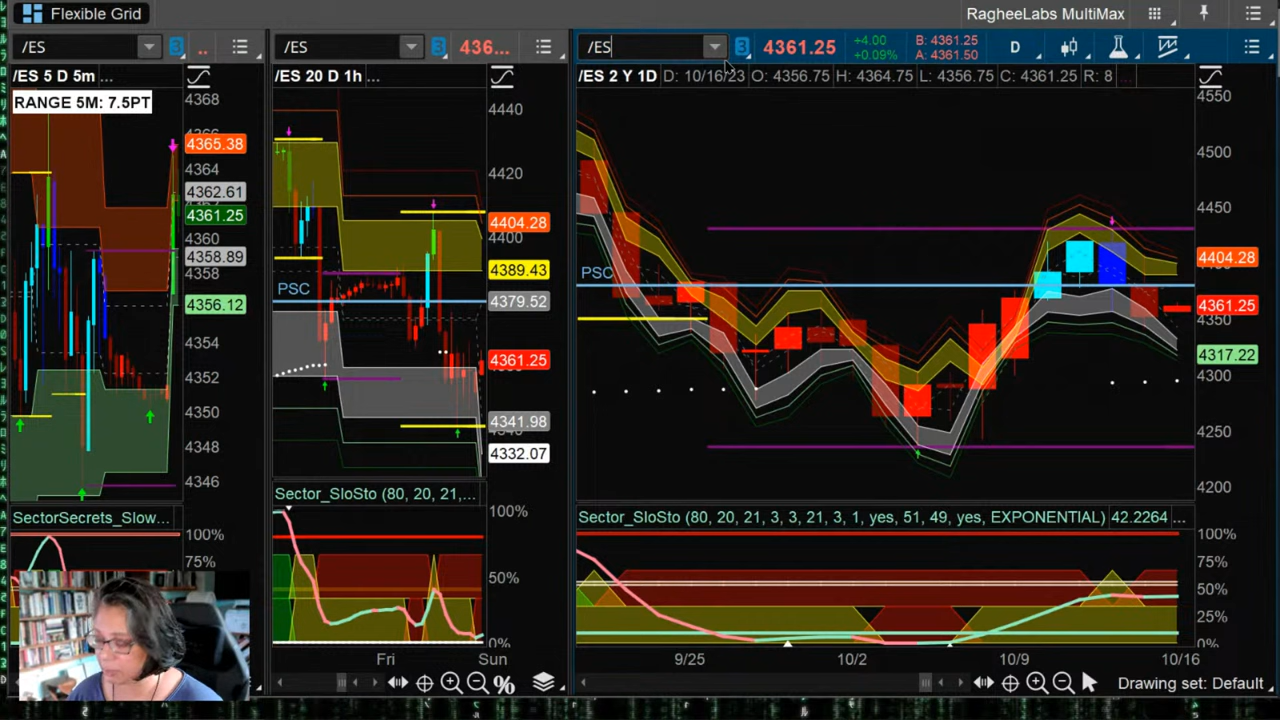 Flexible Grid
RagheeLabs MultiMax
/ES
3
..
/ES
3
436...
/ES
3
4361.25
+4.00
+0.09%
B: 4361.25
A: 4361.50
D
/ES 5 D 5m...
/ES 20 D 1h...
/ES 2 Y 1D
D: 10/16/23
O: 4356.75
H: 4364.75
L: 4356.75
C: 4361.25
R: 8
...
RANGE 5M: 7.5PT
4368
4365.38
4364
4362.61
4361.25
4360
4358.89
4358
4356.12
4354
4352
4350
4348
4346
PSC
4440
4420
4404.28
4400
4389.43
4379.52
4361.25
4341.98
4332.07
PSC
4550
4500
4450
4404.28
4361.25
4350
4317.22
4300
4250
4200
SectorSecrets_Slow...
100%
75%
Sector_SloSto (80, 20, 21,...
100%
50%
0%
Sector_SloSto (80, 20, 21, 3, 3, 21, 3, 1, yes, 51, 49, yes, EXPONENTIAL) 42.2264 ...
100%
75%
50%
25%
0%
Fri
Sun
9/25
10/2
10/9
10/16
%
Drawing set: Default